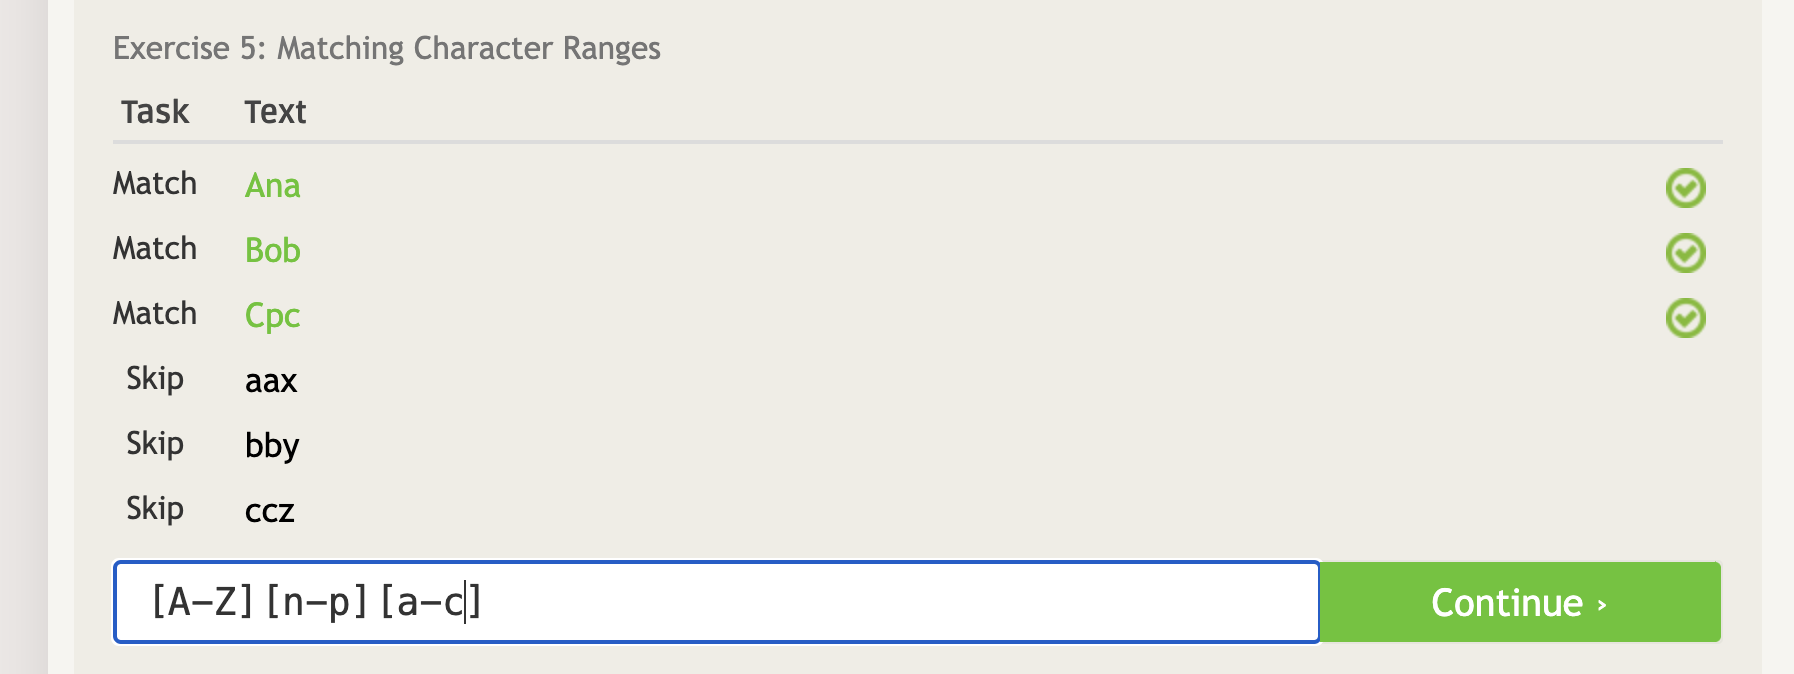 Exercise 5: Matching Character Ranges
Task Text
Match Ana
Match Bob
Match Cpc
Skip aax
Skip bby
Skip ccz
[A-Z][n-p][a-c]
Continue ›